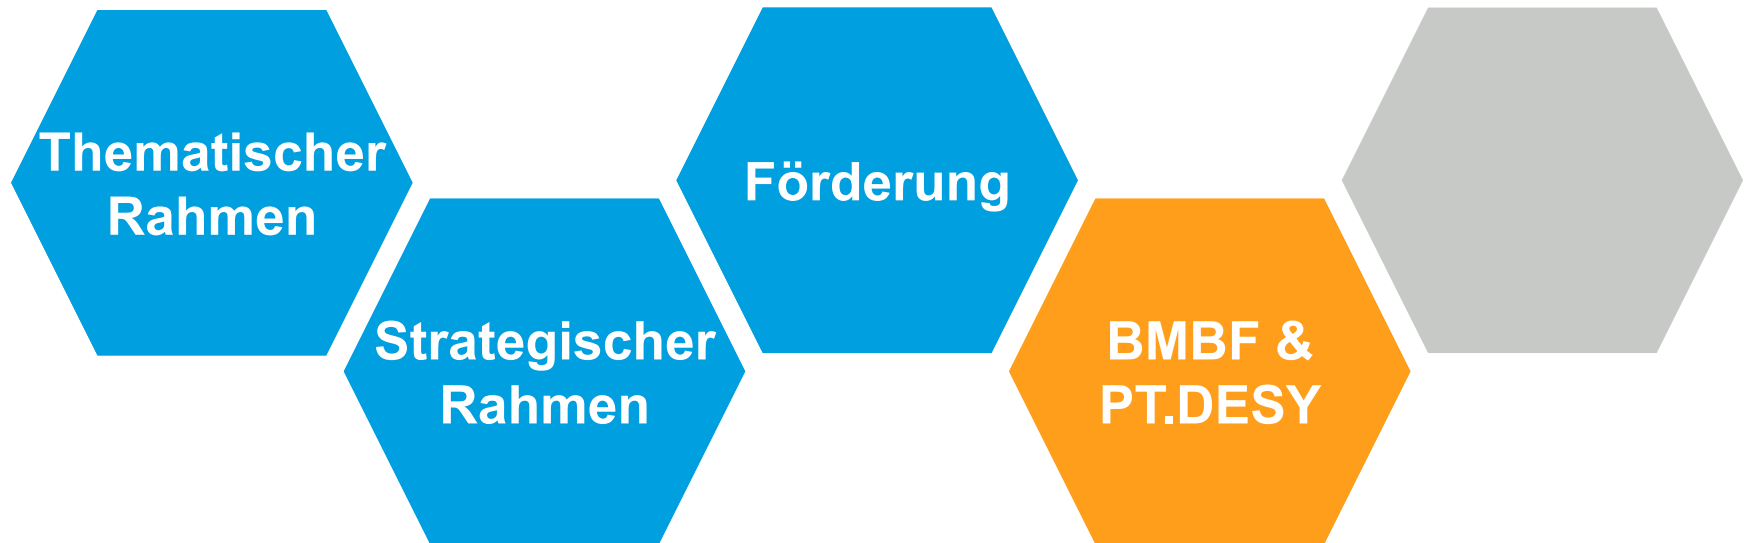 Thematischer
Rahmen
Strategischer
Rahmen
Förderung
BMBF &
PT.DESY